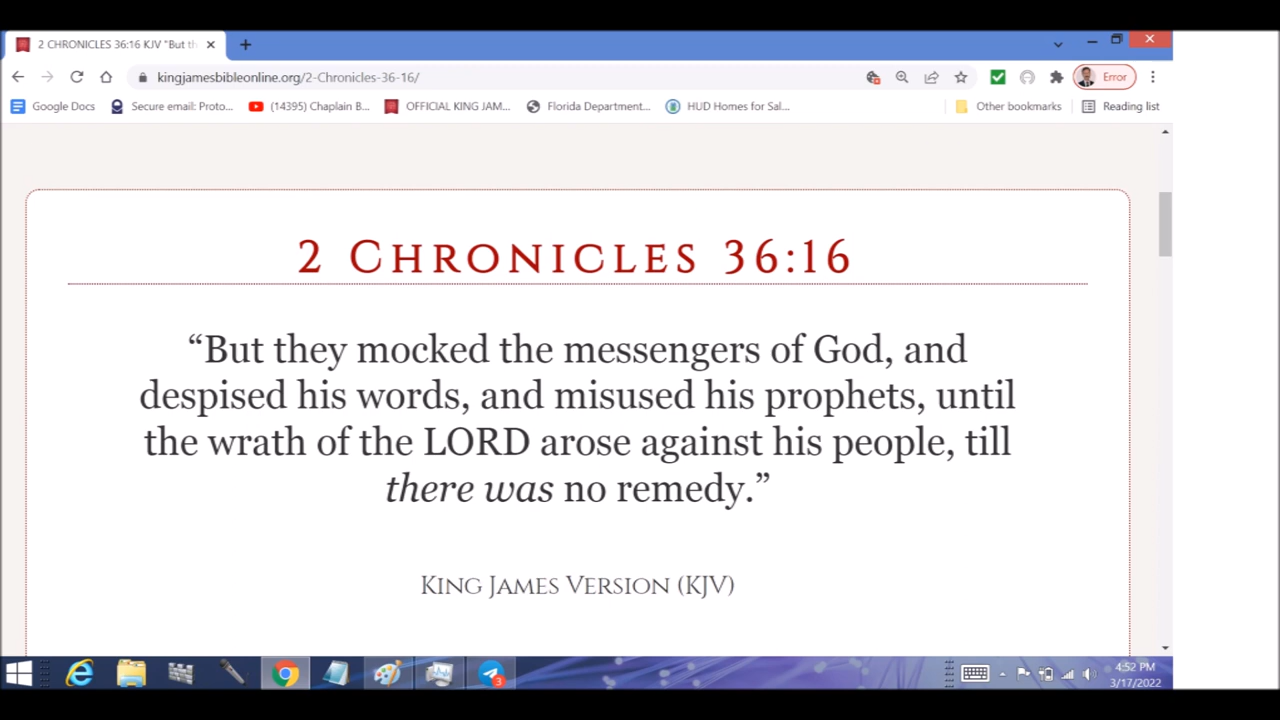 2 CHRONICLES 36:16 KJV "But th
kingjamesbibleonline.org/2-Chronicles-36-16/
Error
Google Docs
Secure email: Proto...
(14395) Chaplain B...
OFFICIAL KING JAM...
Florida Department...
HUD Homes for Sal...
Other bookmarks
Reading list
2 CHRONICLES 36:16
“But they mocked the messengers of God, and
despised his words, and misused his prophets, until
the wrath of the LORD arose against his people, till
there was no remedy.”
KING JAMES VERSION (KJV)
3
4:52 PM
3/17/2022